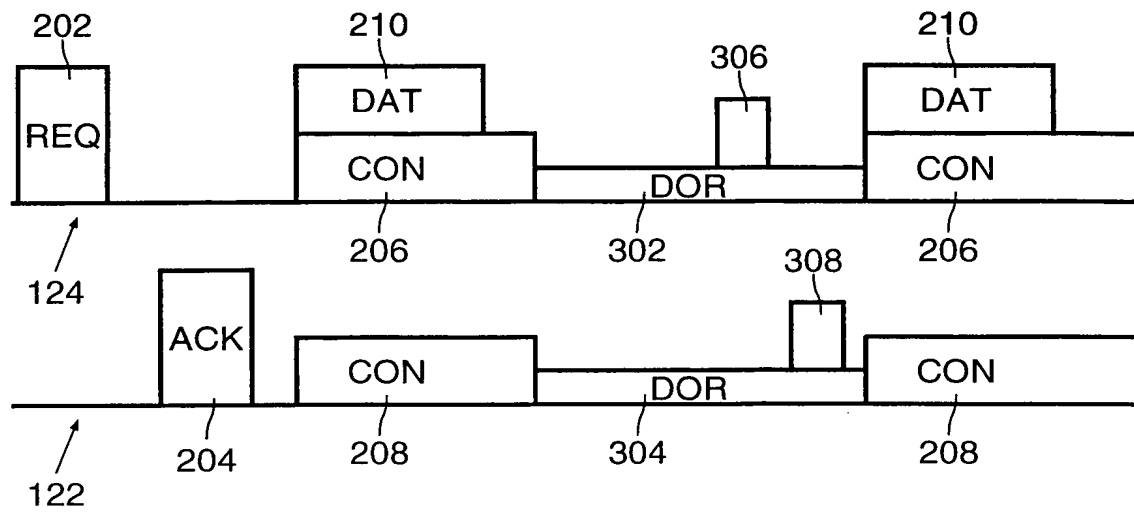 202 210 306 210
DAT DAT
REQ CON DOR CON
206 302 308 206
124
ACK CON DOR CON
204 208 304 208
122